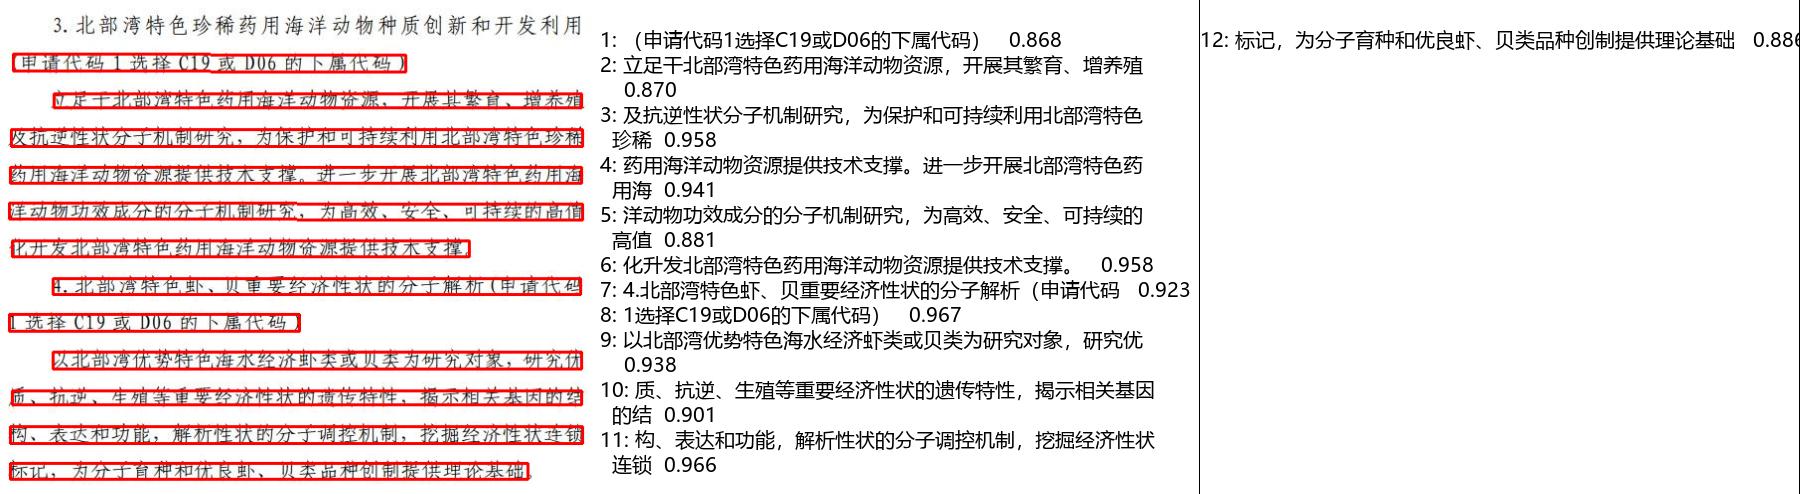 3.北部湾特色珍稀药用海洋动物种质创新和开发利用
(申请代码1选择C19或D06的下属代码)
立足于北部湾特色药用海洋动物资源，开展其繁育、增养殖
及抗逆性状分子机制研究，为保护和可持续利用北部湾特色珍稀
药用海洋动物资源提供技术支撑。进一步开展北部湾特色药用海
洋动物功效成分的分子机制研究，为高效、安全、可持续的高值
化开发北部湾特色药用海洋动物资源提供技术支撑。
4.北部湾特色虾、贝重要经济性状的分子解析(申请代码
1选择C19或D06的下属代码)
以北部湾优势特色海水经济虾类或贝类为研究对象，研究优
质、抗逆、生殖等重要经济性状的遗传特性，揭示相关基因的结
构、表达和功能，解析性状的分子调控机制，挖掘经济性状连锁
标记，为分子育种和优良虾、贝类品种创制提供理论基础。
1: （申请代码1选择C19或D06的下属代码） 0.868
2: 立足干北部湾特色药用海洋动物资源，开展其繁育、增养殖
0.870
3: 及抗逆性状分子机制研究，为保护和可持续利用北部湾特色
珍稀 0.958
4: 药用海洋动物资源提供技术支撑。进一步开展北部湾特色药
用海 0.941
5: 洋动物功效成分的分子机制研究，为高效、安全、可持续的
高值 0.881
6: 化升发北部湾特色药用海洋动物资源提供技术支撑。 0.958
7: 4.北部湾特色虾、贝重要经济性状的分子解析（申请代码 0.923
8: 1选择C19或D06的下属代码） 0.967
9: 以北部湾优势特色海水经济虾类或贝类为研究对象，研究优
0.938
10: 质、抗逆、生殖等重要经济性状的遗传特性，揭示相关基因
的结 0.901
11: 构、表达和功能，解析性状的分子调控机制，挖掘经济性状
连锁 0.966
12: 标记，为分子育种和优良虾、贝类品种创制提供理论基础 0.886